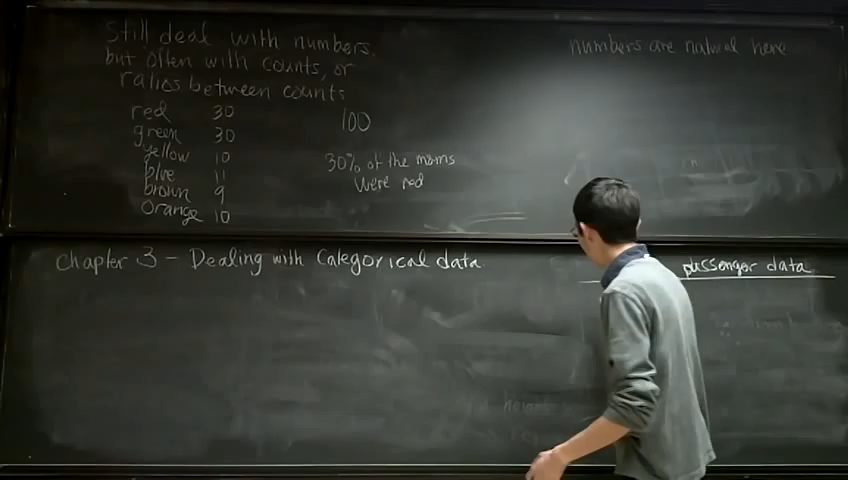 Still deal with numbers,
but often with counts, or
ratios between counts
red 30
green 30
yellow 10
blue 11
brown 9
Orange 10
100
30% of the m&ms
were red
numbers are natural here
Chapter 3 - Dealing with Categorical data
passenger data